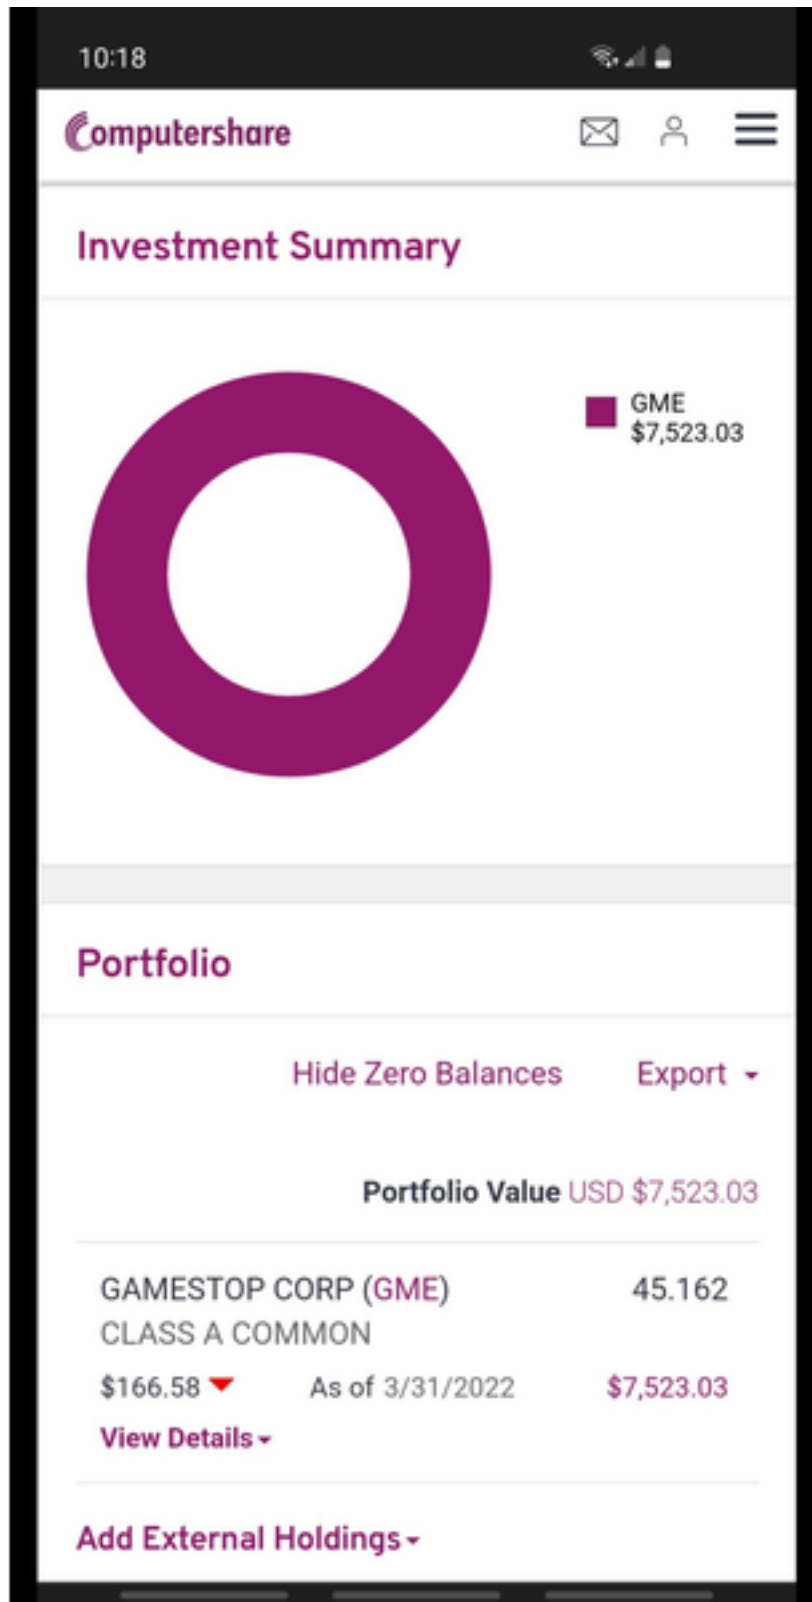 10:18
Computershare
Investment Summary
GME
$7,523.03
Portfolio
Hide Zero Balances Export
Portfolio Value USD $7,523.03
GAMESTOP CORP (GME) 45.162
CLASS A COMMON
$166.58 As of 3/31/2022 $7,523.03
View Details
Add External Holdings